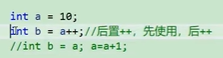 int a = 10;
int b = a++;//后置++，先使用，后++
//int b = a; a=a+1;